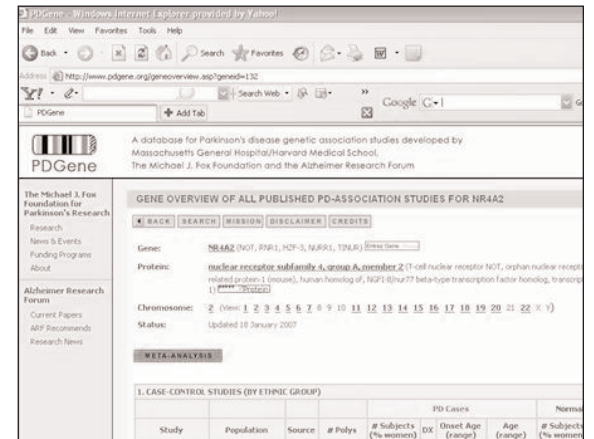 PDGene - Windows Internet Explorer provided by Yahoo!
File Edit View Favorites Tools Help
Back Search Favorites
Address http://www.pdgene.org/geneoverview.asp?geneid=132
Y! Search Web » Google G
PDGene Add Tab
PDGene
A database for Parkinson's disease genetic association studies developed by
Massachusetts General Hospital/Harvard Medical School,
The Michael J. Fox Foundation and the Alzheimer Research Forum
The Michael J. Fox
Foundation for
Parkinson's Research
Research
News & Events
Funding Programs
About
Alzheimer Research
Forum
Current Papers
ARF Recommends
Research News
GENE OVERVIEW OF ALL PUBLISHED PD-ASSOCIATION STUDIES FOR NR4A2
BACK SEARCH MISSION DISCLAIMER CREDITS
Gene: NR4A2 (NOT, RNR1, HZF-3, NURR1, TINUR) Entrez Gene
Protein: nuclear receptor subfamily 4, group A, member 2 (T-cell nuclear receptor NOT, orphan nuclear
related protein-1 (mouse), human homolog of, NGFI-B/nur77 beta-type transcription factor homolog,
1) Protein
Chromosome: 2 (View: 1 2 3 4 5 6 7 8 9 10 11 12 13 14 15 16 17 18 19 20 21 22 X Y)
Status: Updated 18 January 2007
META-ANALYSIS
1. CASE-CONTROL STUDIES (BY ETHNIC GROUP)
PD Cases Norma
Study Population Source # Polys # Subjects (% women) DX Onset Age (range) Age (range) # Subjects (% women)